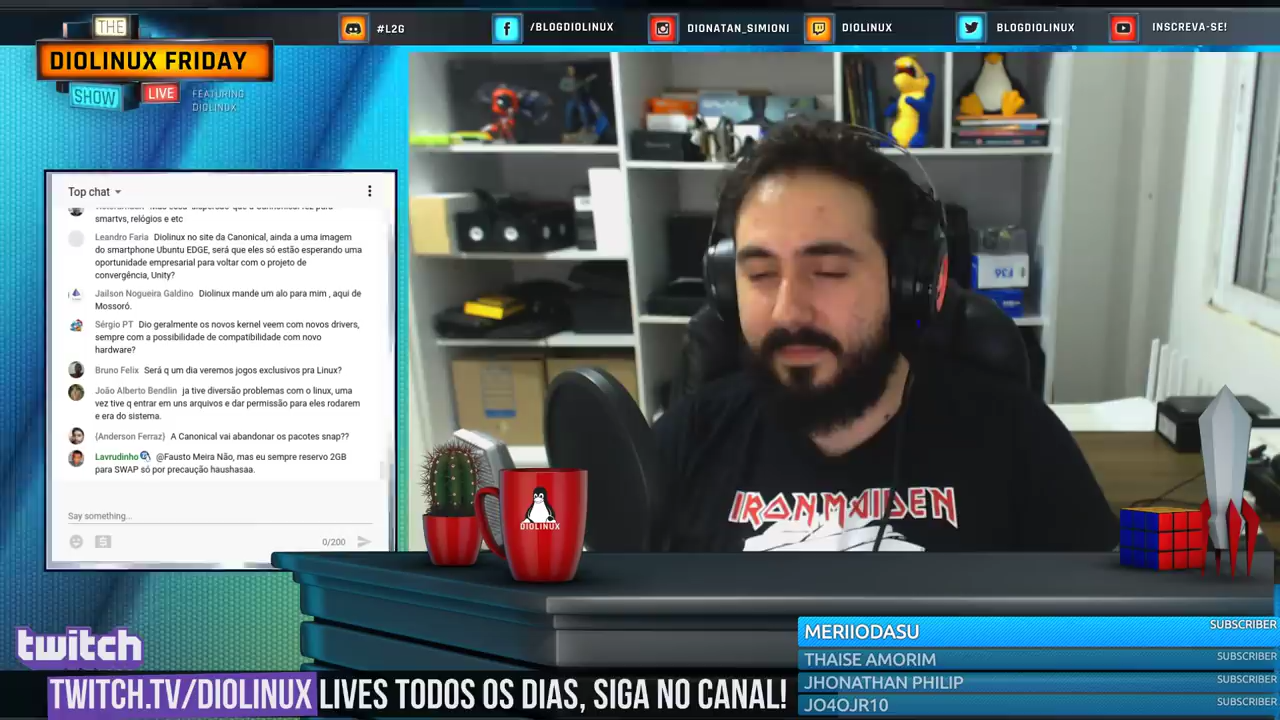 THE
DIOLINUX FRIDAY
SHOW
LIVE
FEATURING
DIOLINUX
#L2G
/BLOGDIOLINUX
DIONATAN_SIMIONI
DIOLINUX
BLOGDIOLINUX
INSCREVA-SE!
Top chat
smartvs, relógios e etc
Leandro Faria Diolinux no site da Canonical, ainda a uma imagem
do smartphone Ubuntu EDGE, será que eles só estão esperando uma
oportunidade empresarial para voltar com o projeto de
convergência, Unity?
Jailson Nogueira Galdino Diolinux mande um alo para mim , aqui de
Mossoró.
Sérgio PT Dio geralmente os novos kernel veem com novos drivers,
sempre com a possibilidade de compatibilidade com novo
hardware?
Bruno Felix Será q um dia veremos jogos exclusivos pra Linux?
João Alberto Bendlin ja tive diversão problemas com o linux, uma
vez tive q entrar em uns arquivos e dar permissão para eles rodarem
e era do sistema.
{Anderson Ferraz} A Canonical vai abandonar os pacotes snap??
Lavrudinho @Fausto Meira Não, mas eu sempre reservo 2GB
para SWAP só por precaução haushasaa.
Say something...
0/200
IRON MAIDEN
DIOLINUX
twitch
TWITCH.TV/DIOLINUX LIVES TODOS OS DIAS, SIGA NO CANAL!
MERIIODASU SUBSCRIBER
THAISE AMORIM SUBSCRIBER
JHONATHAN PHILIP SUBSCRIBER
JO4OJR10 SUBSCRIBER